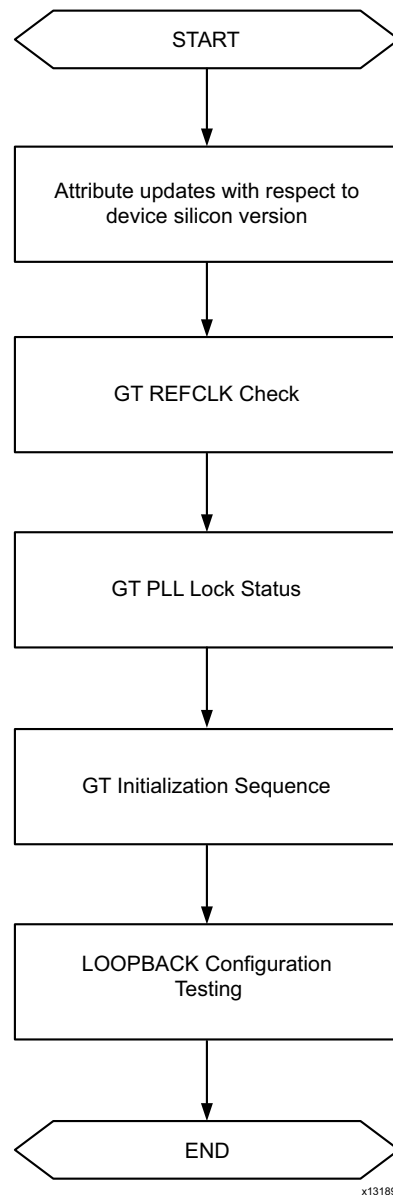 START
Attribute updates with respect to
device silicon version
GT REFCLK Check
GT PLL Lock Status
GT Initialization Sequence
LOOPBACK Configuration
Testing
END
x13189